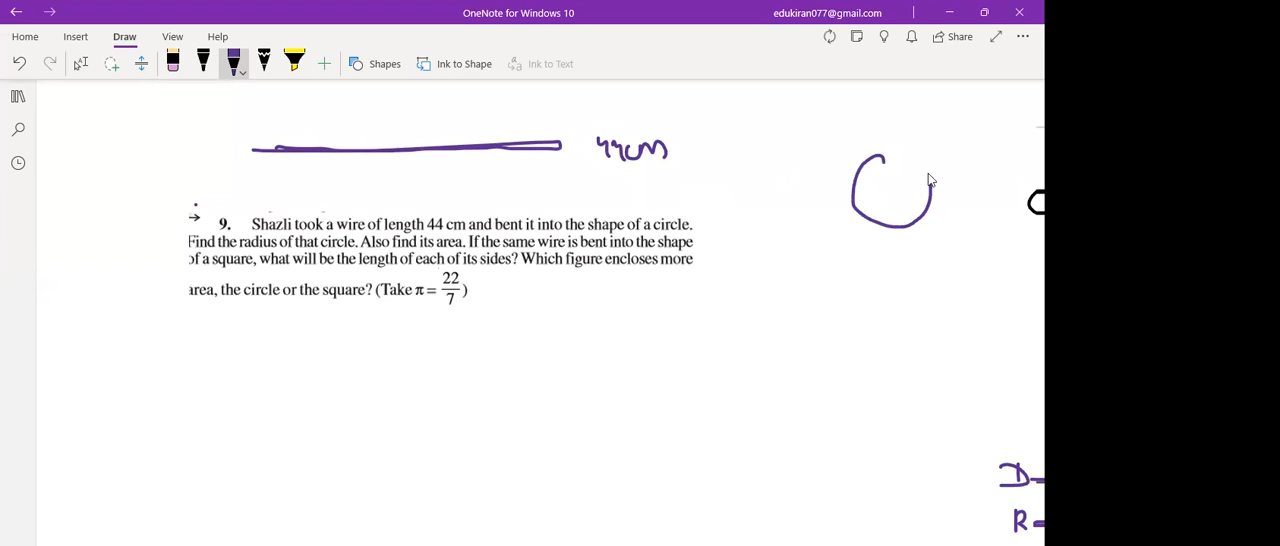 OneNote for Windows 10
edukiran077@gmail.com
Home Insert Draw View Help
Share
Shapes
Ink to Shape
Ink to Text
44cm
9. Shazli took a wire of length 44 cm and bent it into the shape of a circle.
Find the radius of that circle. Also find its area. If the same wire is bent into the shape
of a square, what will be the length of each of its sides? Which figure encloses more
area, the circle or the square? (Take π = 22/7)
D=
R=